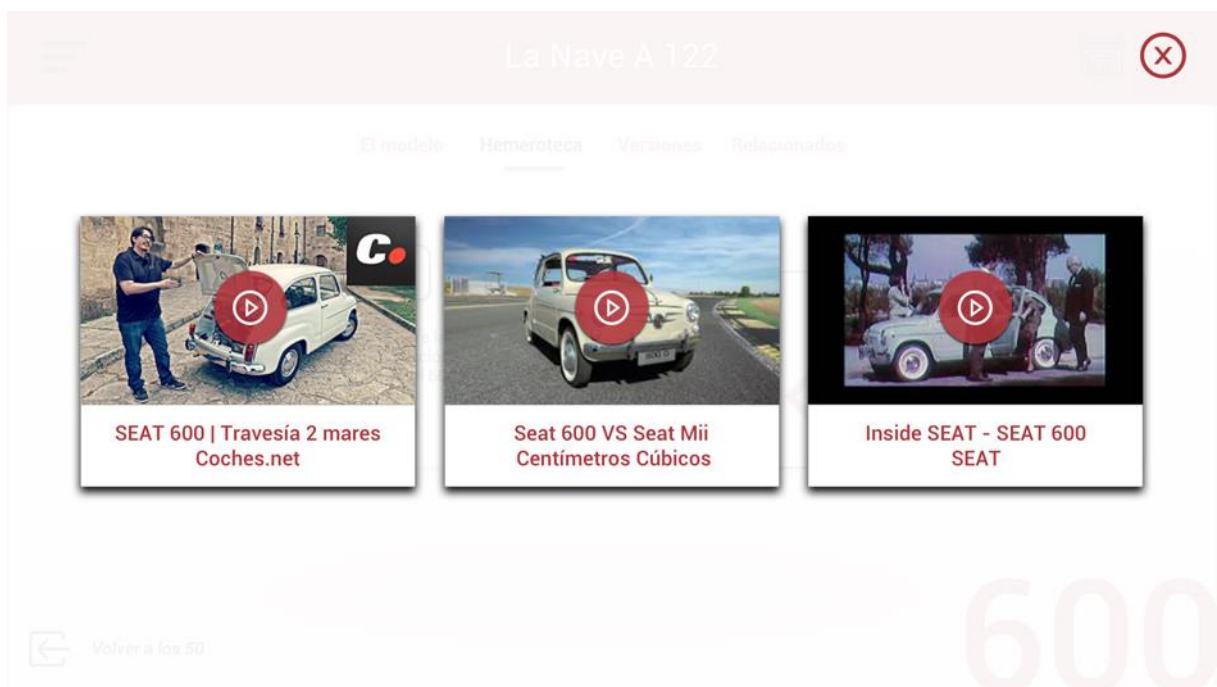 La Nave A 122
X
El modelo Hemeroteca Versiones Relacionados
C.
600 D
SEAT 600 | Travesía 2 mares
Coches.net
Seat 600 VS Seat Mii
Centímetros Cúbicos
Inside SEAT - SEAT 600
SEAT
600
Volver a los 50